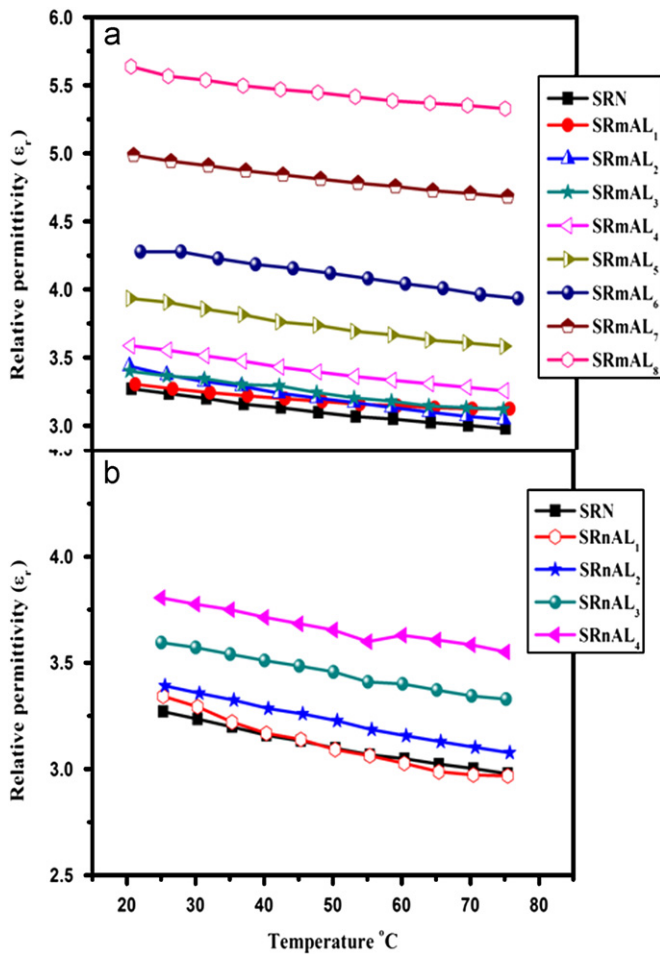 a
6.0
5.5
5.0
4.5
4.0
3.5
3.0
Relative permittivity (εr)
SRN
SRmAL1
SRmAL2
SRmAL3
SRmAL4
SRmAL5
SRmAL6
SRmAL7
SRmAL8
b
4.5
4.0
3.5
3.0
2.5
Relative permittivity (εr)
SRN
SRnAL1
SRnAL2
SRnAL3
SRnAL4
20 30 40 50 60 70 80
Temperature °C